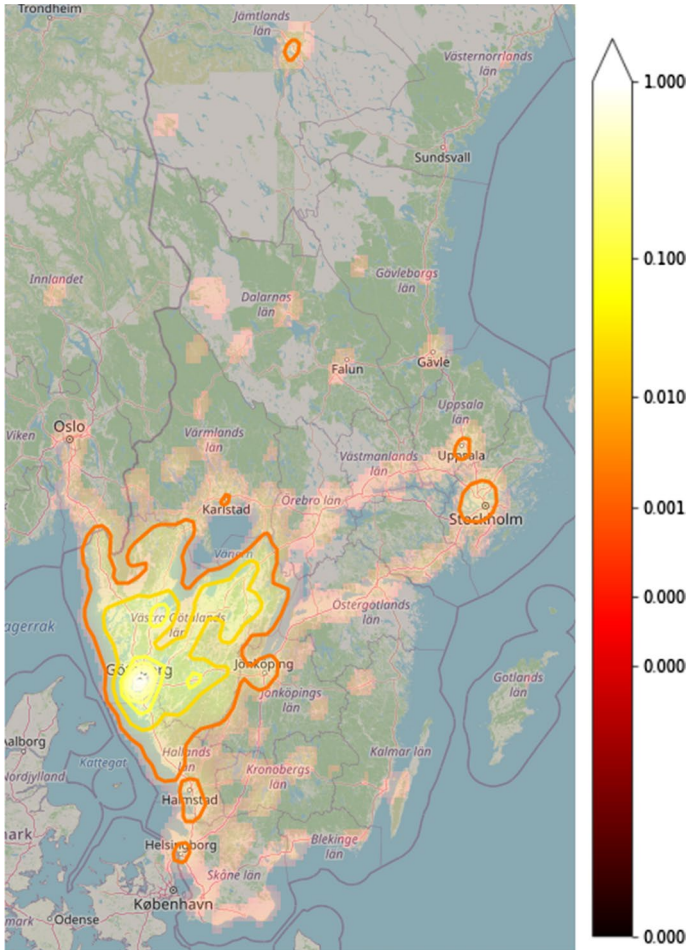 Trondheim
Jämtlands
län
Västernorrlands
län
Sundsvall
Innlandet
Dalarnas
län
Gävleborgs
län
Falun
Gävle
Uppsala
län
Oslo
Viken
Värmlands
län
Västmanlands
län
Uppsala
Karlstad
Örebro län
Stockholm
Vänern
Östergötlands
län
agerrak
Västra Götalands
län
Göteborg
Jönköping
Jönköpings
län
Gotlands
län
Aalborg
Nordjylland
Kattegat
Hallands
län
Kronobergs
län
Kalmar län
Halmstad
mark
Helsingborg
Blekinge
län
Skåne län
København
mark
Odense
1.000
0.100
0.010
0.001
0.000
0.000
0.000